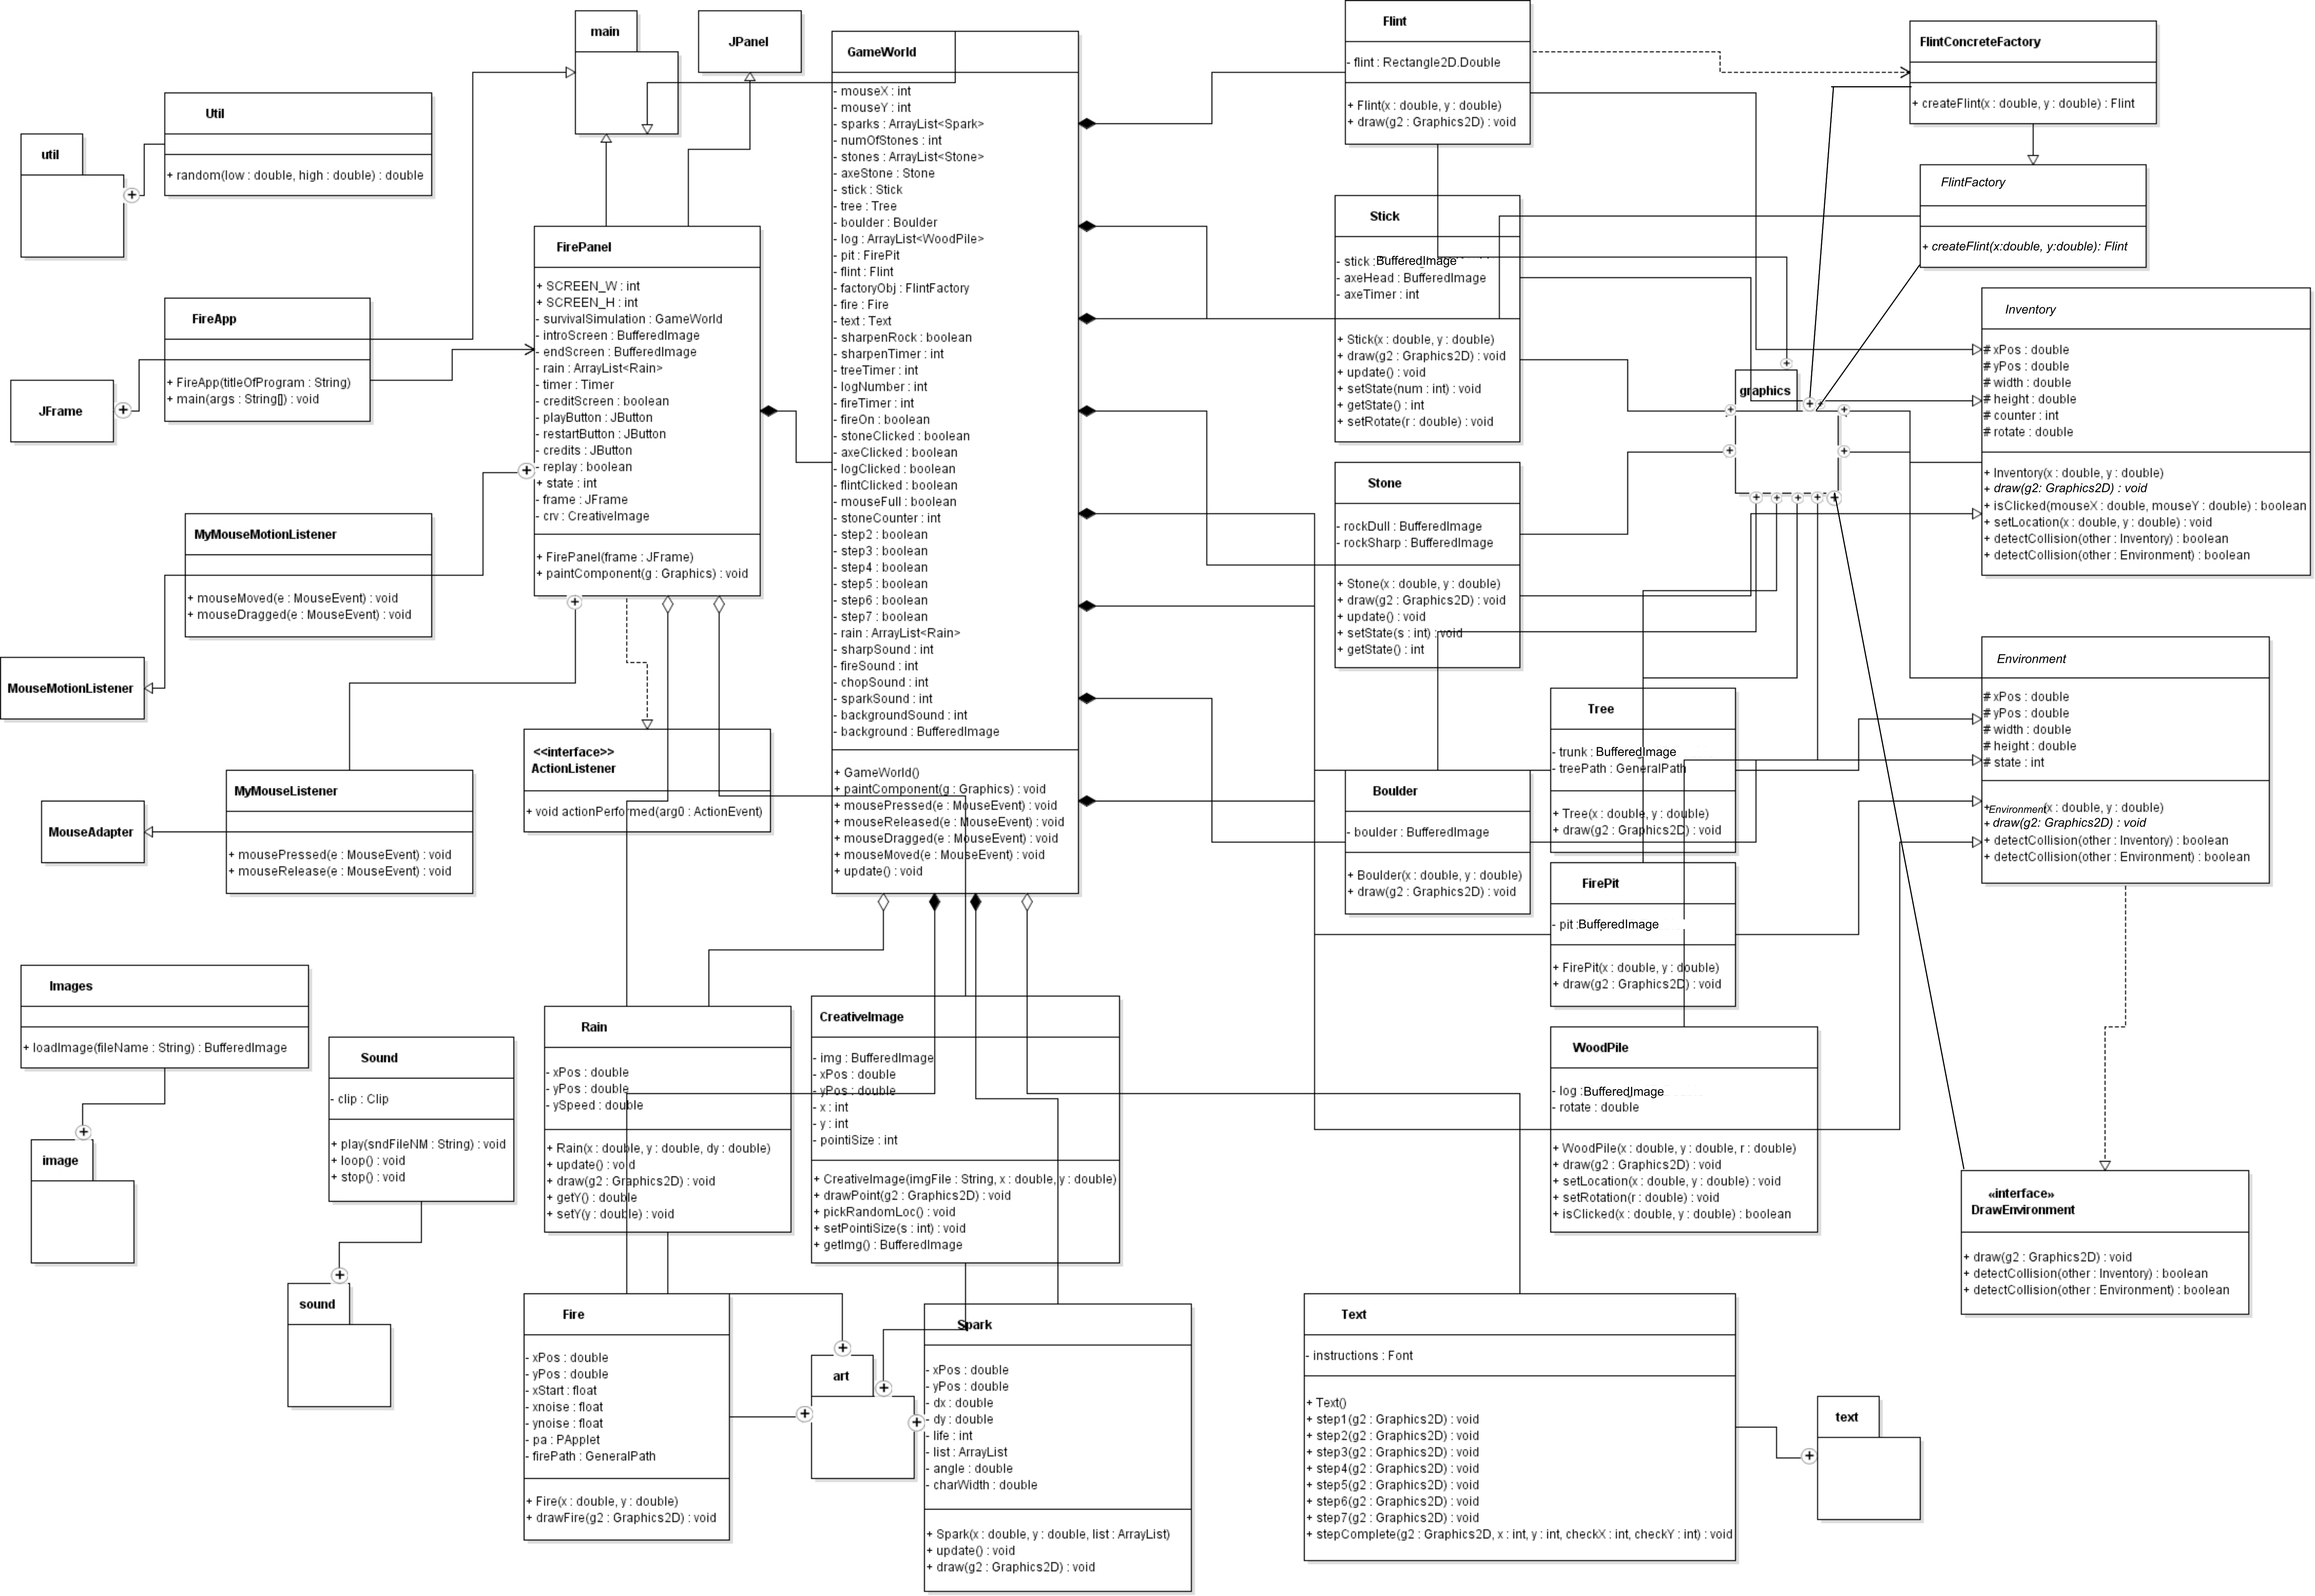 main
JPanel
GameWorld
- mouseX : int
- mouseY : int
- sparks : ArrayList<Spark>
- numOfStones : int
- stones : ArrayList<Stone>
- axeStone : Stone
- stick : Stick
- tree : Tree
- boulder : Boulder
- log : ArrayList<WoodPile>
- pit : FirePit
- flint : Flint
- factoryObj : FlintFactory
- fire : Fire
- text : Text
- sharpenRock : boolean
- sharpenTimer : int
- treeTimer : int
- logNumber : int
- fireTimer : int
- fireOn : boolean
- stoneClicked : boolean
- axeClicked : boolean
- logClicked : boolean
- flintClicked : boolean
- mouseFull : boolean
- stoneCounter : int
- step2 : boolean
- step3 : boolean
- step4 : boolean
- step5 : boolean
- step6 : boolean
- step7 : boolean
- rain : ArrayList<Rain>
- sharpSound : int
- fireSound : int
- chopSound : int
- sparkSound : int
- backgroundSound : int
- background : BufferedImage
+ GameWorld()
+ paintComponent(g : Graphics) : void
+ mousePressed(e : MouseEvent) : void
+ mouseReleased(e : MouseEvent) : void
+ mouseDragged(e : MouseEvent) : void
+ mouseMoved(e : MouseEvent) : void
+ update() : void
Flint
- flint : Rectangle2D.Double
+ Flint(x : double, y : double)
+ draw(g2 : Graphics2D) : void
FlintConcreteFactory
+ createFlint(x : double, y : double) : Flint
FlintFactory
+ createFlint(x:double, y:double): Flint
Util
+ random(low : double, high : double) : double
util
FireApp
+ FireApp(titleOfProgram : String)
+ main(args : String[]) : void
JFrame
FirePanel
+ SCREEN_W : int
+ SCREEN_H : int
- survivalSimulation : GameWorld
- introScreen : BufferedImage
- endScreen : BufferedImage
- rain : ArrayList<Rain>
- timer : Timer
- creditScreen : boolean
- playButton : JButton
- restartButton : JButton
- credits : JButton
- replay : boolean
+ state : int
- frame : JFrame
- crv : CreativeImage
+ FirePanel(frame : JFrame)
+ paintComponent(g : Graphics) : void
Stick
- stick : BufferedImage
- axeHead : BufferedImage
- axeTimer : int
+ Stick(x : double, y : double)
+ draw(g2 : Graphics2D) : void
+ update() : void
+ setState(num : int) : void
+ getState() : int
+ setRotate(r : double) : void
graphics
Inventory
# xPos : double
# yPos : double
# width : double
# height : double
# counter : int
# rotate : double
+ Inventory(x : double, y : double)
+ draw(g2: Graphics2D) : void
+ isClicked(mouseX : double, mouseY : double) : boolean
+ setLocation(x : double, y : double) : void
+ detectCollision(other : Inventory) : boolean
+ detectCollision(other : Environment) : boolean
Stone
- rockDull : BufferedImage
- rockSharp : BufferedImage
+ Stone(x : double, y : double)
+ draw(g2 : Graphics2D) : void
+ update() : void
+ setState(s : int) : void
+ getState() : int
MyMouseMotionListener
+ mouseMoved(e : MouseEvent) : void
+ mouseDragged(e : MouseEvent) : void
MouseMotionListener
MyMouseListener
+ mousePressed(e : MouseEvent) : void
+ mouseRelease(e : MouseEvent) : void
MouseAdapter
<<interface>>
ActionListener
+ void actionPerformed(arg0 : ActionEvent)
Tree
- trunk : BufferedImage
- treePath : GeneralPath
+ Tree(x : double, y : double)
+ draw(g2 : Graphics2D) : void
Boulder
- boulder : BufferedImage
+ Boulder(x : double, y : double)
+ draw(g2 : Graphics2D) : void
FirePit
- pit :BufferedImage
+ FirePit(x : double, y : double)
+ draw(g2 : Graphics2D) : void
Environment
# xPos : double
# yPos : double
# width : double
# height : double
# state : int
+Environment(x : double, y : double)
+ draw(g2: Graphics2D) : void
+ detectCollision(other : Inventory) : boolean
+ detectCollision(other : Environment) : boolean
WoodPile
- log :BufferedImage
- rotate : double
+ WoodPile(x : double, y : double, r : double)
+ draw(g2 : Graphics2D) : void
+ setLocation(x : double, y : double) : void
+ setRotation(r : double) : void
+ isClicked(x : double, y : double) : boolean
«interface»
DrawEnvironment
+ draw(g2 : Graphics2D) : void
+ detectCollision(other : Inventory) : boolean
+ detectCollision(other : Environment) : boolean
Images
+ loadImage(fileName : String) : BufferedImage
image
Sound
- clip : Clip
+ play(sndFileNM : String) : void
+ loop() : void
+ stop() : void
sound
Rain
- xPos : double
- yPos : double
- ySpeed : double
+ Rain(x : double, y : double, dy : double)
+ update() : void
+ draw(g2 : Graphics2D) : void
+ getY() : double
+ setY(y : double) : void
CreativeImage
- img : BufferedImage
- xPos : double
- yPos : double
- x : int
- y : int
- pointiSize : int
+ CreativeImage(imgFile : String, x : double, y : double)
+ drawPoint(g2 : Graphics2D) : void
+ pickRandomLoc() : void
+ setPointiSize(s : int) : void
+ getImg() : BufferedImage
Fire
- xPos : double
- yPos : double
- xStart : float
- xnoise : float
- ynoise : float
- pa : PApplet
- firePath : GeneralPath
+ Fire(x : double, y : double)
+ drawFire(g2 : Graphics2D) : void
art
Spark
- xPos : double
- yPos : double
- dx : double
- dy : double
- life : int
- list : ArrayList
- angle : double
- charWidth : double
+ Spark(x : double, y : double, list : ArrayList)
+ update() : void
+ draw(g2 : Graphics2D) : void
Text
- instructions : Font
+ Text()
+ step1(g2 : Graphics2D) : void
+ step2(g2 : Graphics2D) : void
+ step3(g2 : Graphics2D) : void
+ step4(g2 : Graphics2D) : void
+ step5(g2 : Graphics2D) : void
+ step6(g2 : Graphics2D) : void
+ step7(g2 : Graphics2D) : void
+ stepComplete(g2 : Graphics2D, x : int, y : int, checkX : int, checkY : int) : void
text